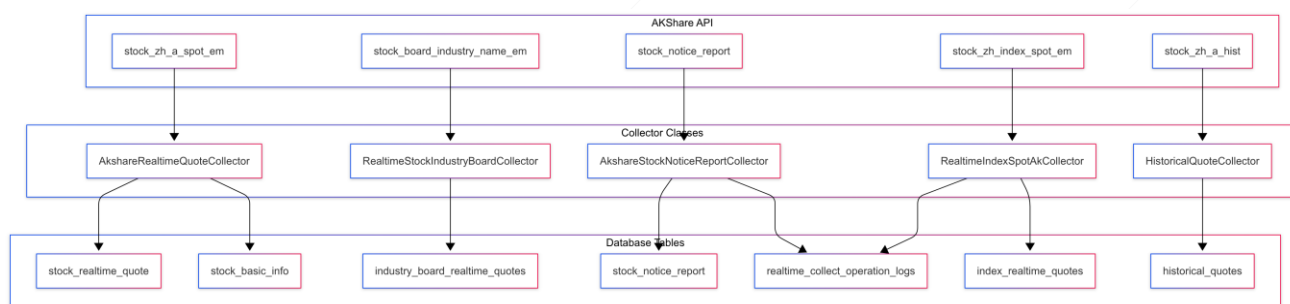 AKShare API
stock_zh_a_spot_em
stock_board_industry_name_em
stock_notice_report
stock_zh_index_spot_em
stock_zh_a_hist
Collector Classes
AkshareRealtimeQuoteCollector
RealtimeStockIndustryBoardCollector
AkshareStockNoticeReportCollector
RealtimeIndexSpotAkCollector
HistoricalQuoteCollector
Database Tables
stock_realtime_quote
stock_basic_info
industry_board_realtime_quotes
stock_notice_report
realtime_collect_operation_logs
index_realtime_quotes
historical_quotes